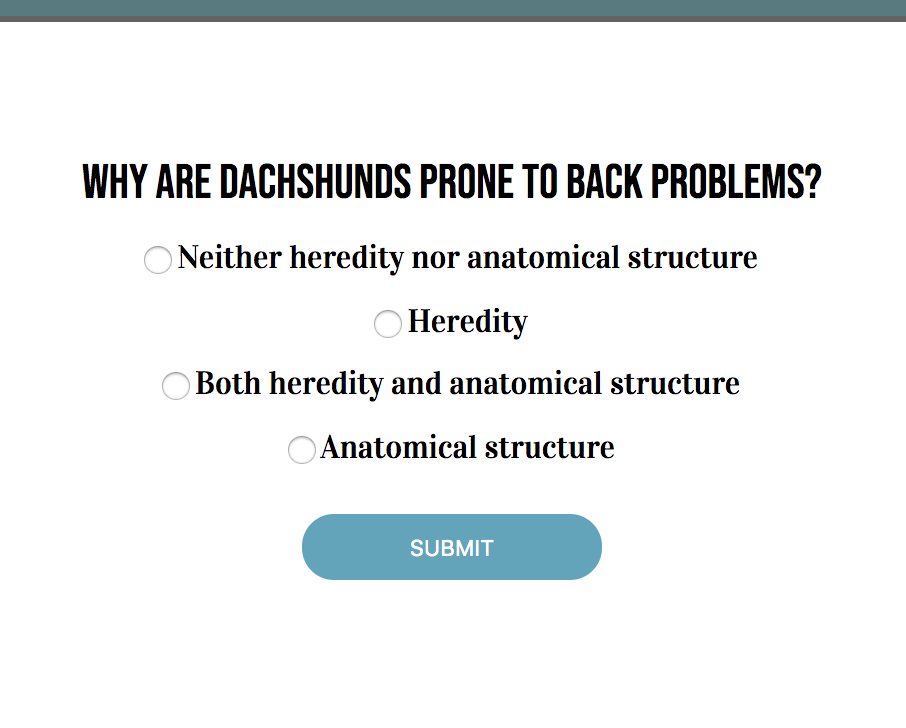 WHY ARE DACHSHUNDS PRONE TO BACK PROBLEMS?
Neither heredity nor anatomical structure
Heredity
Both heredity and anatomical structure
Anatomical structure
SUBMIT